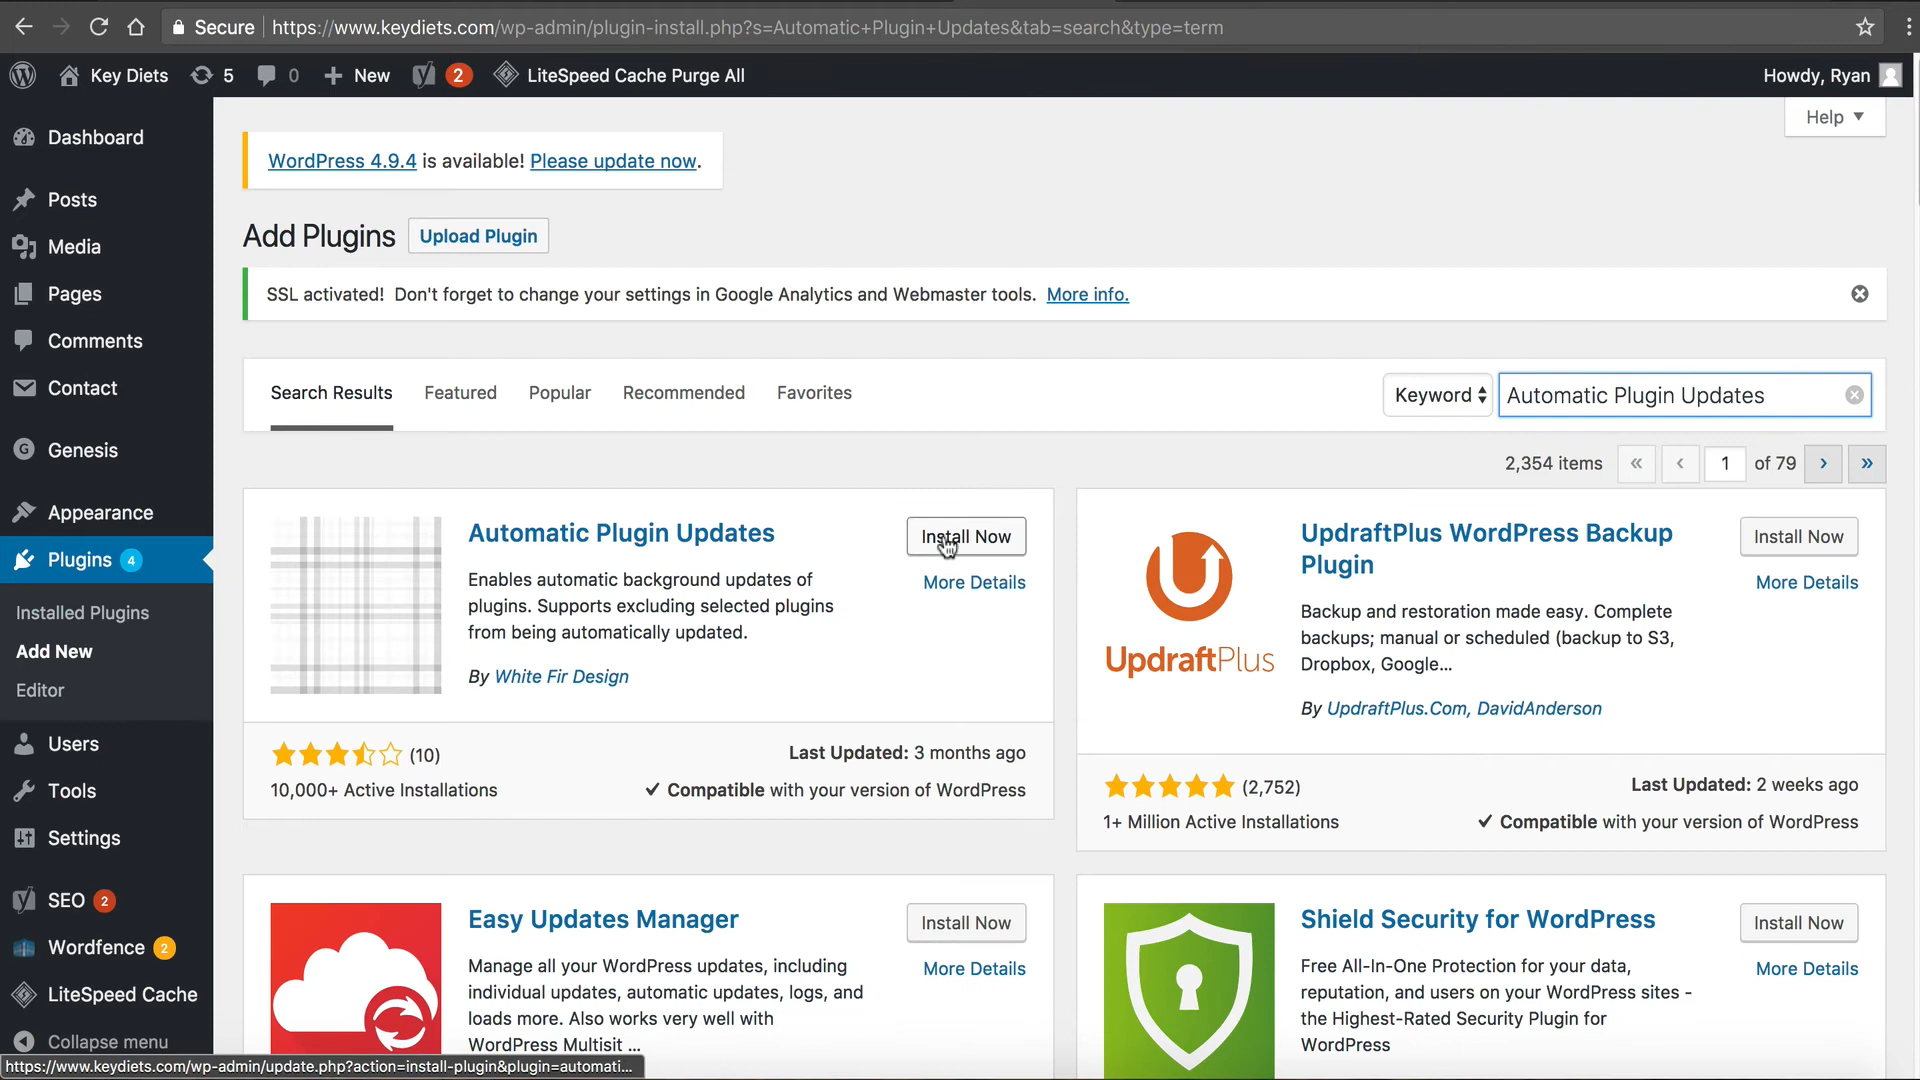 Secure https://www.keydiets.com/wp-admin/plugin-install.php?s=Automatic+Plugin+Updates&tab=search&type=term
Key Diets 5 0 + New 2 LiteSpeed Cache Purge All Howdy, Ryan
Help
Dashboard
Posts
Media
Pages
Comments
Contact
Genesis
Appearance
Plugins 4
Installed Plugins
Add New
Editor
Users
Tools
Settings
SEO 2
Wordfence 2
LiteSpeed Cache
Collapse menu
WordPress 4.9.4 is available! Please update now.
Add Plugins Upload Plugin
SSL activated! Don't forget to change your settings in Google Analytics and Webmaster tools. More info.
Search Results Featured Popular Recommended Favorites Keyword Automatic Plugin Updates
2,354 items « ‹ 1 of 79 › »
Automatic Plugin Updates
Install Now
More Details
Enables automatic background updates of
plugins. Supports excluding selected plugins
from being automatically updated.
By White Fir Design
(10)
Last Updated: 3 months ago
10,000+ Active Installations
Compatible with your version of WordPress
UpdraftPlus
UpdraftPlus WordPress Backup
Plugin
Install Now
More Details
Backup and restoration made easy. Complete
backups; manual or scheduled (backup to S3,
Dropbox, Google...
By UpdraftPlus.Com, DavidAnderson
(2,752)
Last Updated: 2 weeks ago
1+ Million Active Installations
Compatible with your version of WordPress
Easy Updates Manager
Install Now
More Details
Manage all your WordPress updates, including
individual updates, automatic updates, logs, and
loads more. Also works very well with
WordPress Multisit ...
Shield Security for WordPress
Install Now
More Details
Free All-In-One Protection for your data,
reputation, and users on your WordPress sites -
the Highest-Rated Security Plugin for
WordPress
https://www.keydiets.com/wp-admin/update.php?action=install-plugin&plugin=automati...